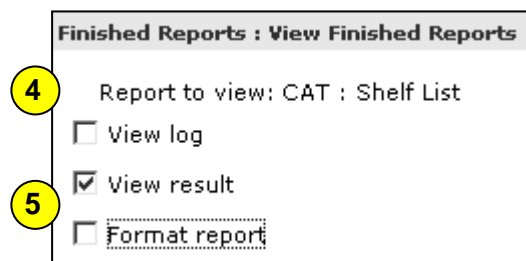 Finished Reports : View Finished Reports
4
Report to view: CAT : Shelf List
View log
View result
5
Format report